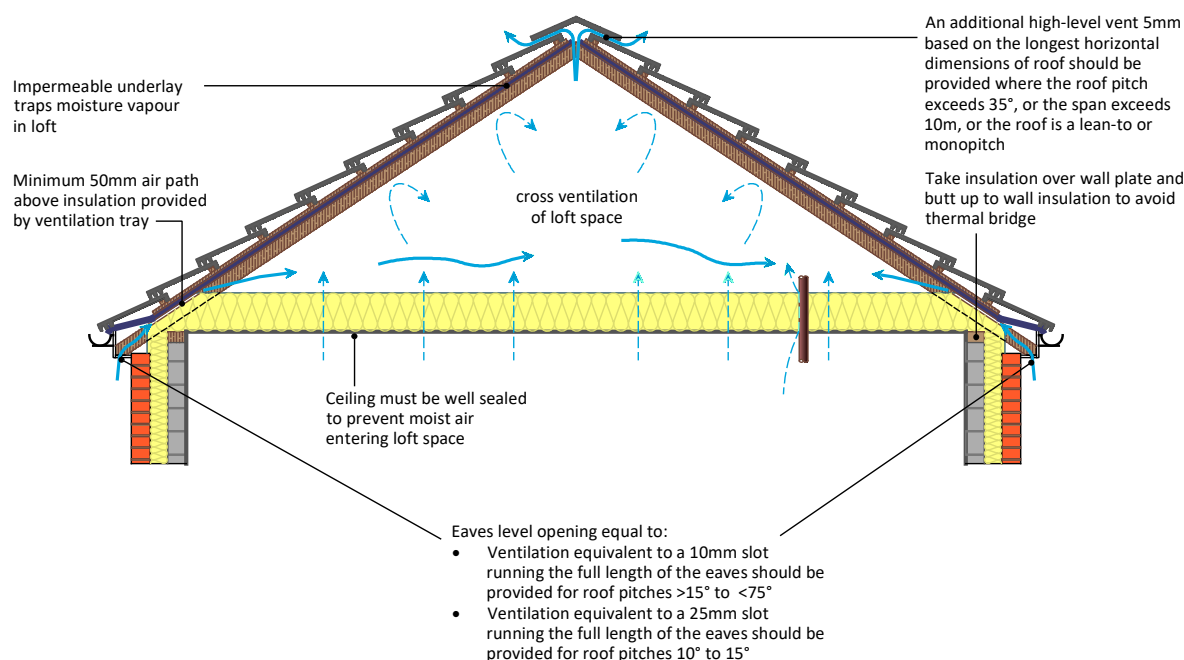 An additional high-level vent 5mm
based on the longest horizontal
dimensions of roof should be
provided where the roof pitch
exceeds 35°, or the span exceeds
10m, or the roof is a lean-to or
monopitch
Impermeable underlay
traps moisture vapour
in loft
Minimum 50mm air path
above insulation provided
by ventilation tray
cross ventilation
of loft space
Take insulation over wall plate and
butt up to wall insulation to avoid
thermal bridge
Ceiling must be well sealed
to prevent moist air
entering loft space
Eaves level opening equal to:
• Ventilation equivalent to a 10mm slot
running the full length of the eaves should be
provided for roof pitches >15° to <75°
• Ventilation equivalent to a 25mm slot
running the full length of the eaves should be
provided for roof pitches 10° to 15°